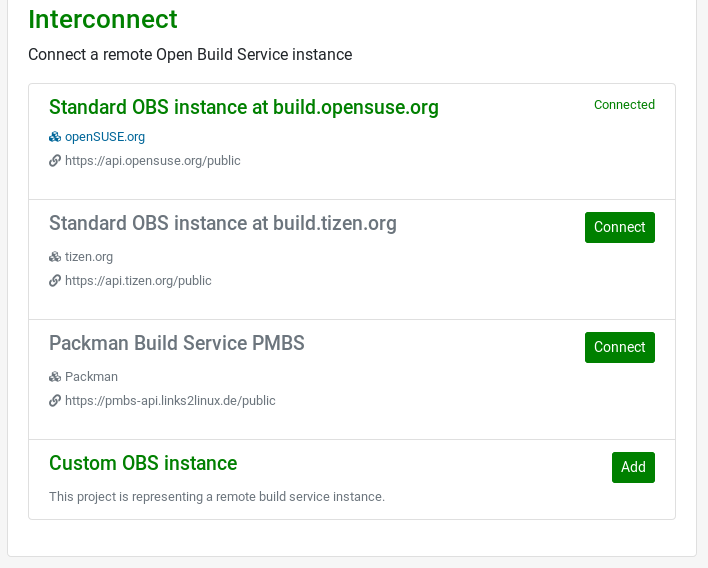 Interconnect
Connect a remote Open Build Service instance
Standard OBS instance at build.opensuse.org
Connected
openSUSE.org
https://api.opensuse.org/public
Standard OBS instance at build.tizen.org
Connect
tizen.org
https://api.tizen.org/public
Packman Build Service PMBS
Connect
Packman
https://pmbs-api.links2linux.de/public
Custom OBS instance
Add
This project is representing a remote build service instance.